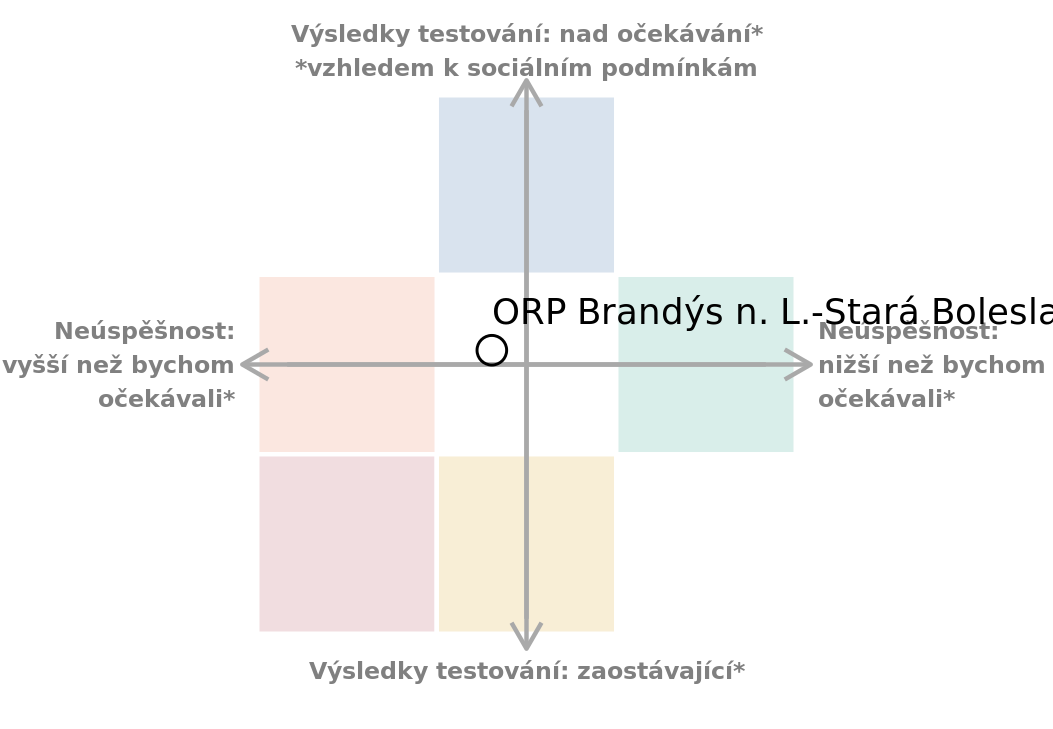 Výsledky testování: nad očekávání*
*vzhledem k sociálním podmínkám
ORP Brandýs n. L.-Stará Bolesla
Neúspěšnost:
vyšší než bychom
očekávali*
Neúspěšnost:
nižší než bychom
očekávali*
Výsledky testování: zaostávající*